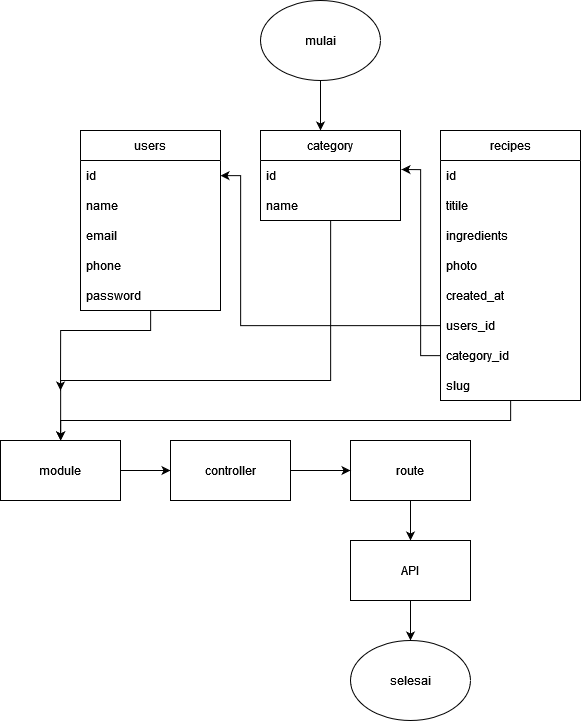 mulai
users
id
name
email
phone
password
category
id
name
recipes
id
titile
ingredients
photo
created_at
users_id
category_id
slug
module
controller
route
API
selesai